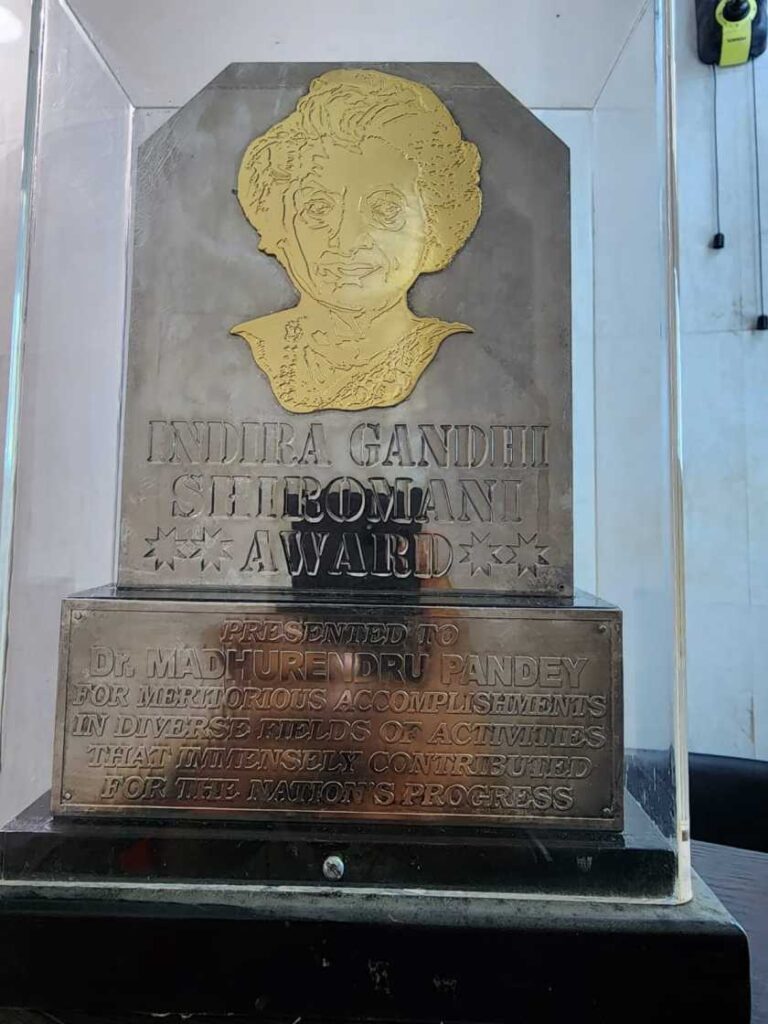 INDIRA GANDHI
SHIROMANI
AWARD
PRESENTED TO
Dr. MADHURENDRU PANDEY
FOR MERITORIOUS ACCOMPLISHMENTS
IN DIVERSE FIELDS OF ACTIVITIES
THAT IMMENSELY CONTRIBUTED
FOR THE NATION'S PROGRESS